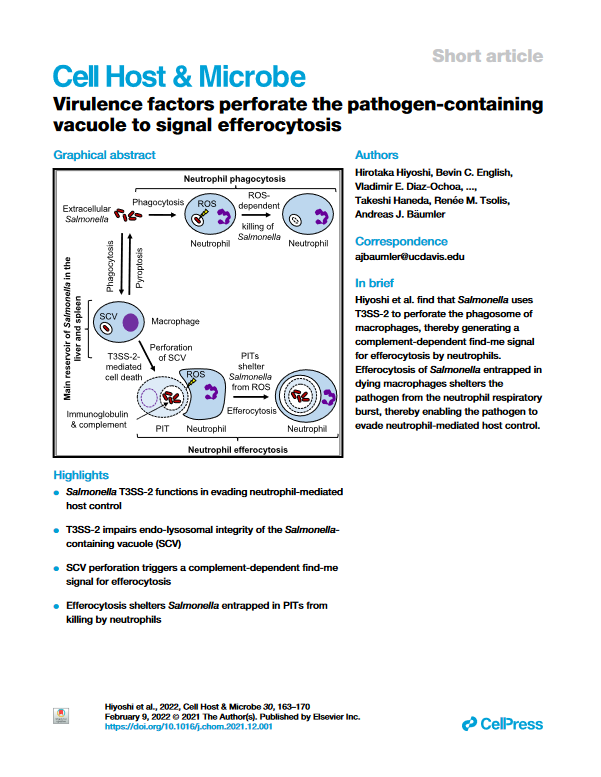 Short article
Cell Host & Microbe
Virulence factors perforate the pathogen-containing
vacuole to signal efferocytosis
Graphical abstract
Neutrophil phagocytosis
Extracellular
Salmonella
Phagocytosis
ROS
ROS-
dependent
killing of
Salmonella
Neutrophil
Neutrophil
Phagocytosis
Pyroptosis
Main reservoir of Salmonella in the
liver and spleen
SCV
Macrophage
T3SS-2-
mediated
cell death
Perforation
of SCV
ROS
PITs
shelter
Salmonella
from ROS
Efferocytosis
Immunoglobulin
& complement
PIT
Neutrophil
Neutrophil
Neutrophil efferocytosis
Highlights
Salmonella T3SS-2 functions in evading neutrophil-mediated
host control
T3SS-2 impairs endo-lysosomal integrity of the Salmonella-
containing vacuole (SCV)
SCV perforation triggers a complement-dependent find-me
signal for efferocytosis
Efferocytosis shelters Salmonella entrapped in PITs from
killing by neutrophils
Authors
Hirotaka Hiyoshi, Bevin C. English,
Vladimir E. Diaz-Ochoa, ...,
Takeshi Haneda, Renée M. Tsolis,
Andreas J. Bäumler
Correspondence
ajbaumler@ucdavis.edu
In brief
Hiyoshi et al. find that Salmonella uses
T3SS-2 to perforate the phagosome of
macrophages, thereby generating a
complement-dependent find-me signal
for efferocytosis by neutrophils.
Efferocytosis of Salmonella entrapped in
dying macrophages shelters the
pathogen from the neutrophil respiratory
burst, thereby enabling the pathogen to
evade neutrophil-mediated host control.
Hiyoshi et al., 2022, Cell Host & Microbe 30, 163–170
February 9, 2022 © 2021 The Author(s). Published by Elsevier Inc.
https://doi.org/10.1016/j.chom.2021.12.001
CellPress